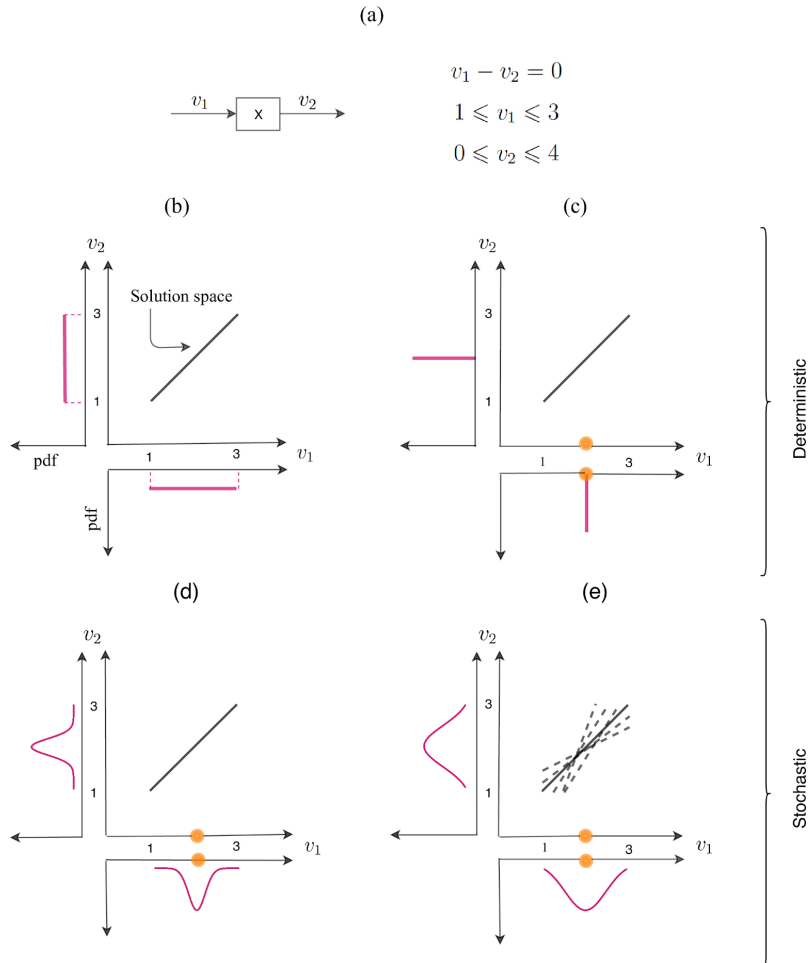 (a)
v₁ v₂
X
v₁ − v₂ = 0
1 ⩽ v₁ ⩽ 3
0 ⩽ v₂ ⩽ 4
(b)
(c)
v₂
v₂
Solution space
3
3
1
1
1 3 v₁
1 3 v₁
pdf
pdf
Deterministic
(d)
(e)
v₂
v₂
3
3
1
1
1 3 v₁
1 3 v₁
Stochastic